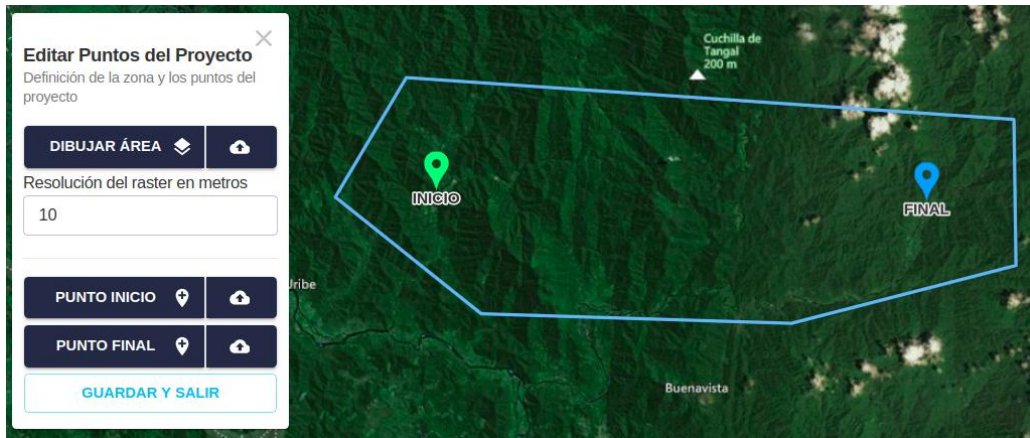 Editar Puntos del Proyecto
Definición de la zona y los puntos del
proyecto
DIBUJAR ÁREA
Resolución del raster en metros
10
PUNTO INICIO
PUNTO FINAL
GUARDAR Y SALIR
Cuchilla de
Tangal
200 m
INICIO
FINAL
Uribe
Buenavista